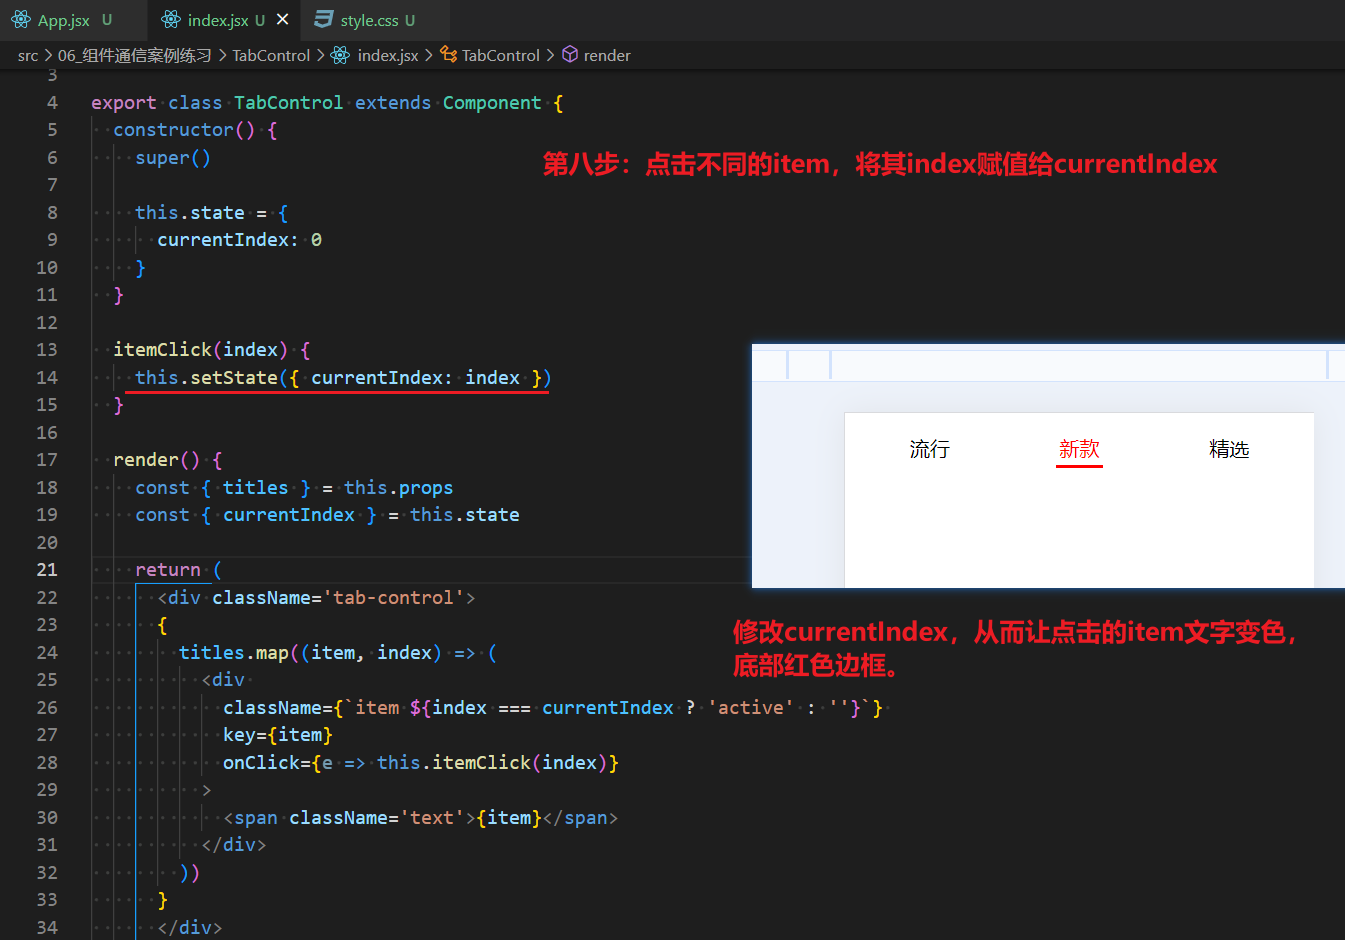 App.jsx U index.jsx U × style.css U
src > 06_组件通信案例练习 > TabControl > index.jsx > TabControl > render
3
4 export class TabControl extends Component {
5 constructor() {
6 super()
第八步：点击不同的item，将其index赋值给currentIndex
7
8 this.state = {
9 currentIndex: 0
10 }
11 }
12
13 itemClick(index) {
14 this.setState({ currentIndex: index })
15 }
16
流行 新款 精选
17 render() {
18 const { titles } = this.props
19 const { currentIndex } = this.state
20
21 return (
22 <div className='tab-control'>
23 {
修改currentIndex，从而让点击的item文字变色，
底部红色边框。
24 titles.map((item, index) => (
25 <div
26 className={`item ${index === currentIndex ? 'active' : ''}`}
27 key={item}
28 onClick={e => this.itemClick(index)}
29 >
30 <span className='text'>{item}</span>
31 </div>
32 ))
33 }
34 </div>